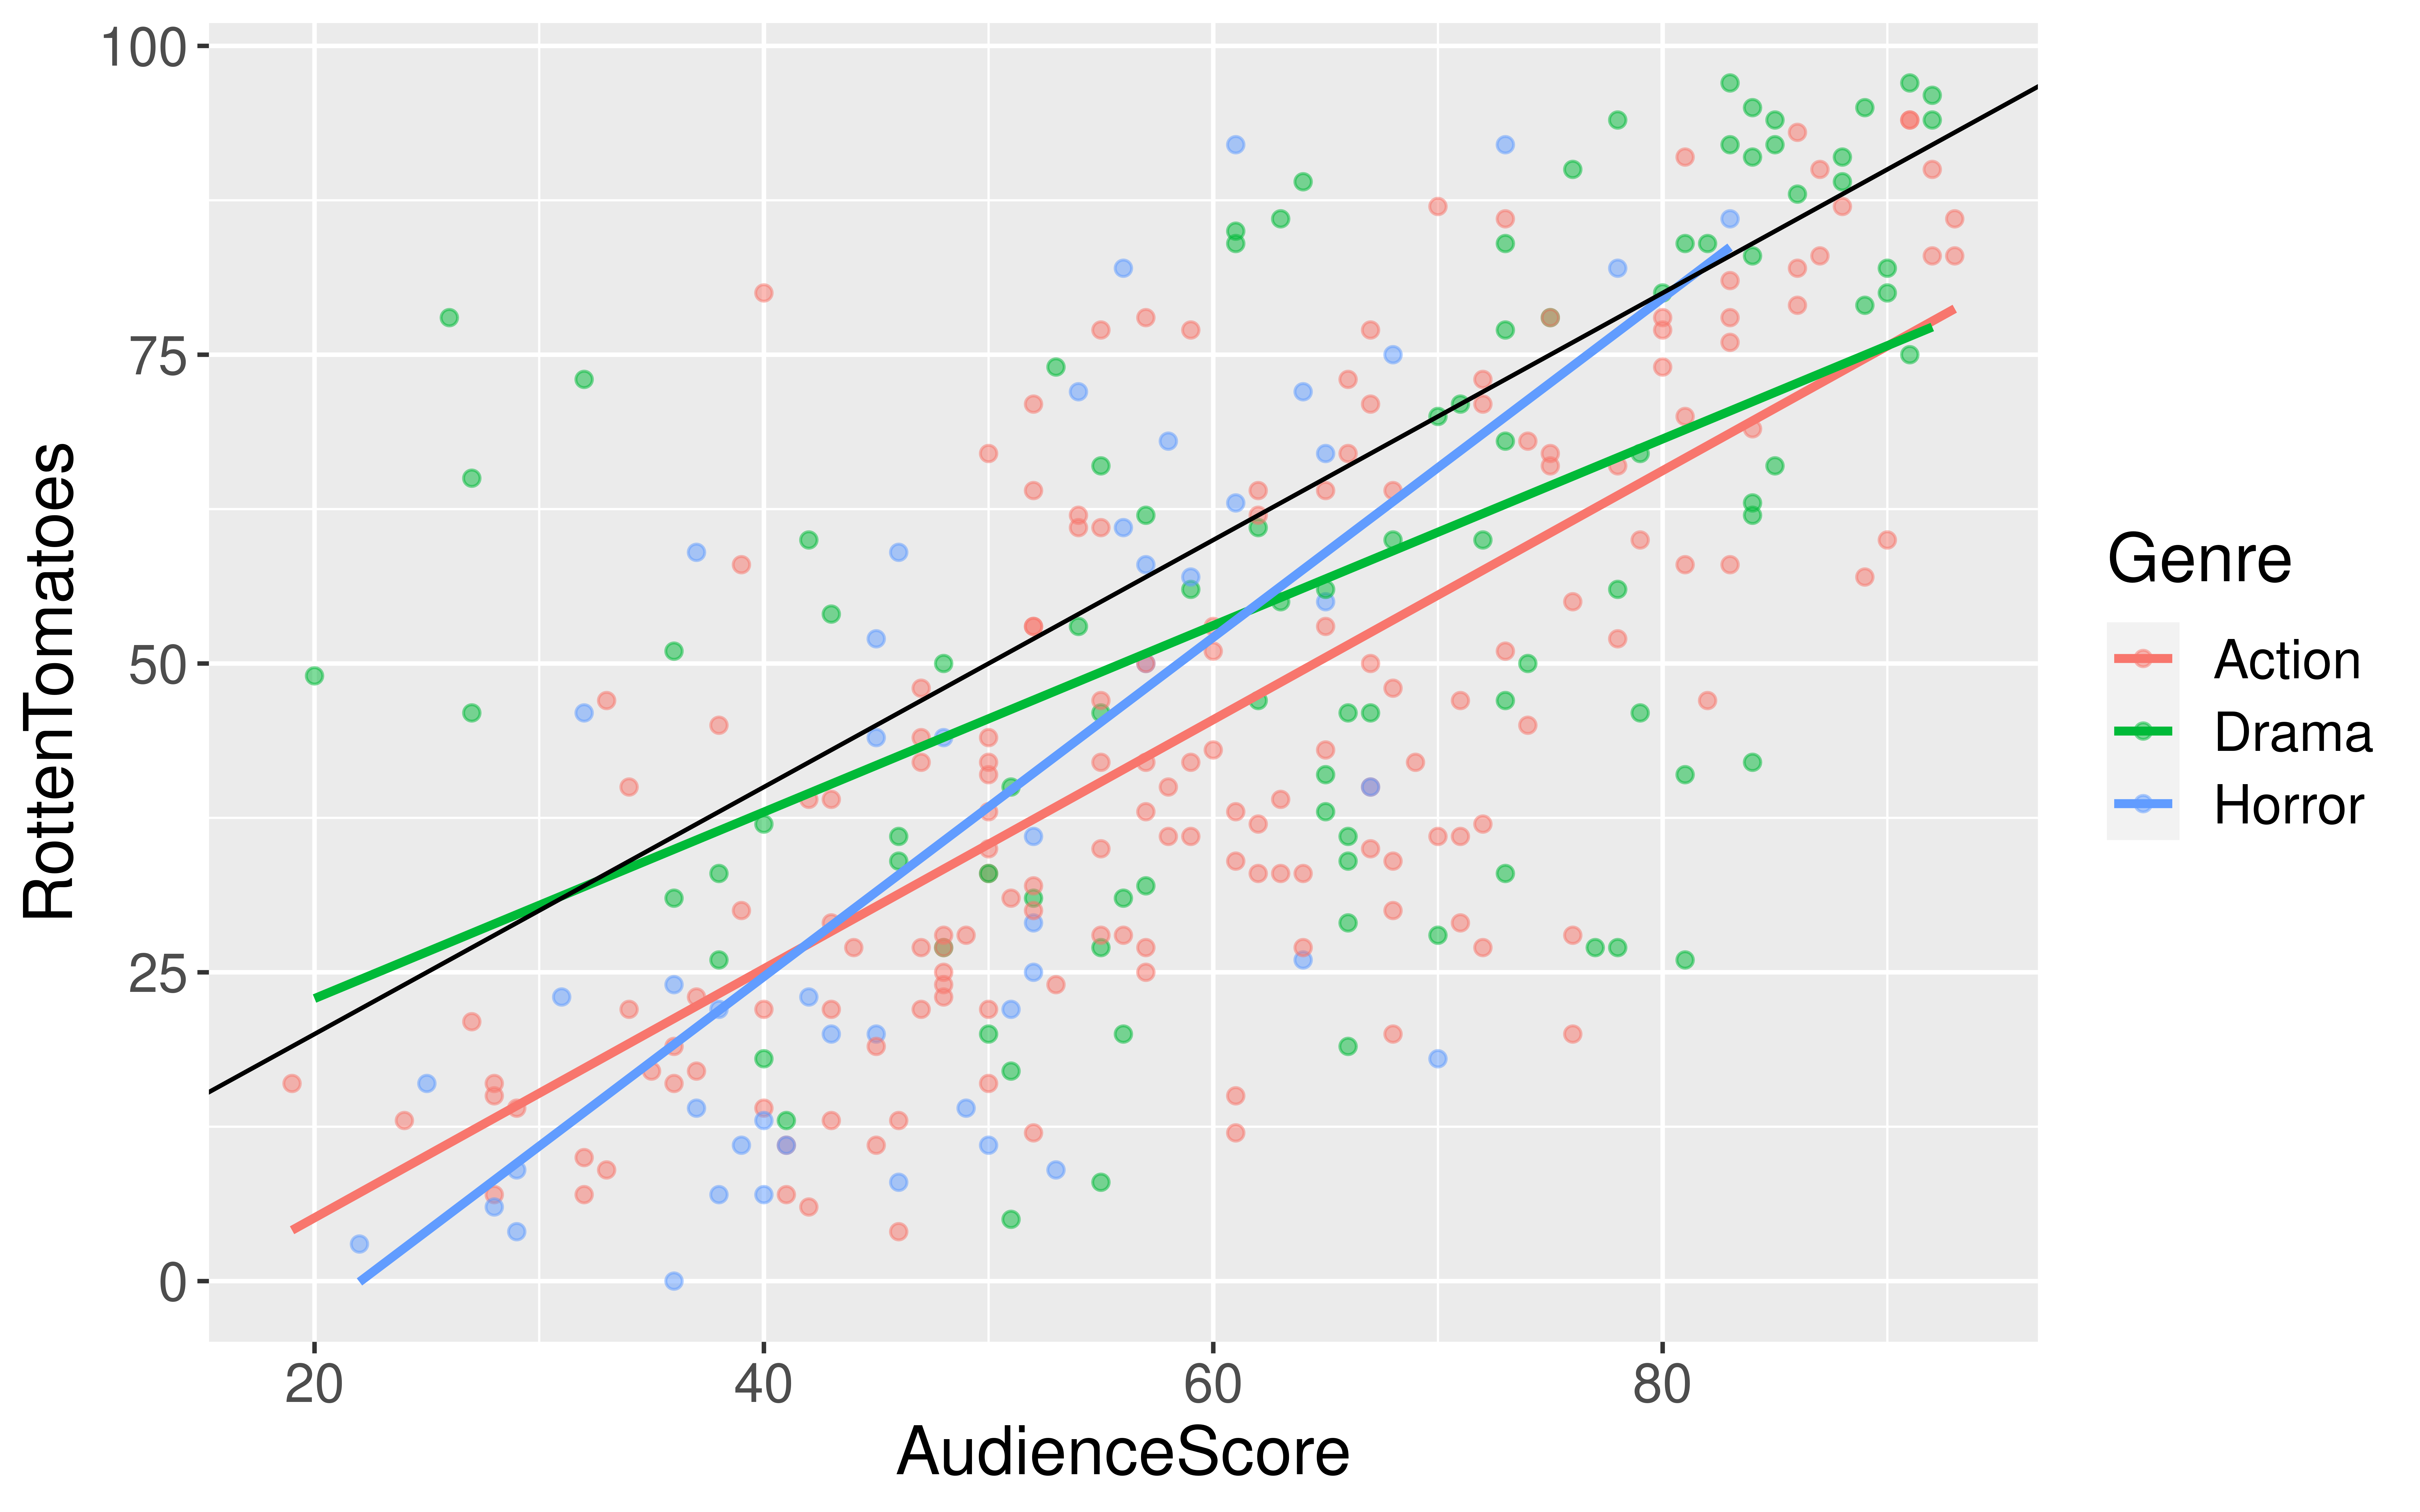 100
75
50
25
0
RottenTomatoes
20 40 60 80
AudienceScore
Genre
Action
Drama
Horror